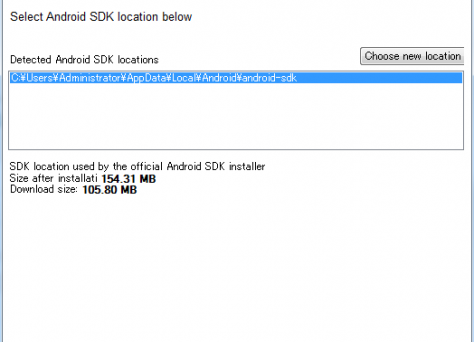 Select Android SDK location below
Detected Android SDK locations
Choose new location
C:¥Users¥Administrator¥AppData¥Local¥Android¥android-sdk
SDK location used by the official Android SDK installer
Size after installati 154.31 MB
Download size: 105.80 MB